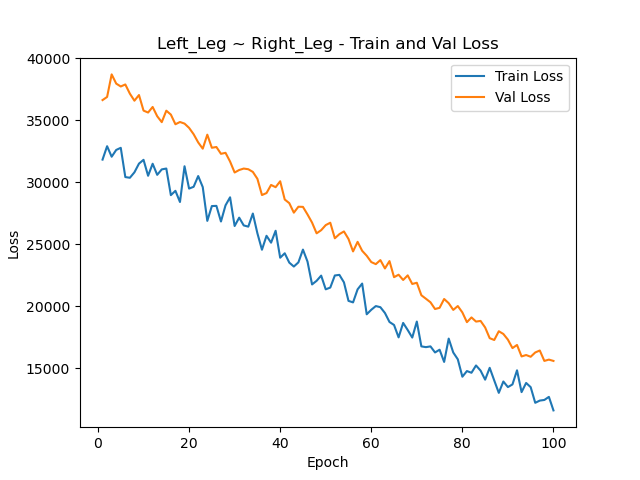 Left_Leg ~ Right_Leg - Train and Val Loss
Train Loss
Val Loss
40000
35000
30000
25000
20000
15000
Loss
0
20
40
60
80
100
Epoch